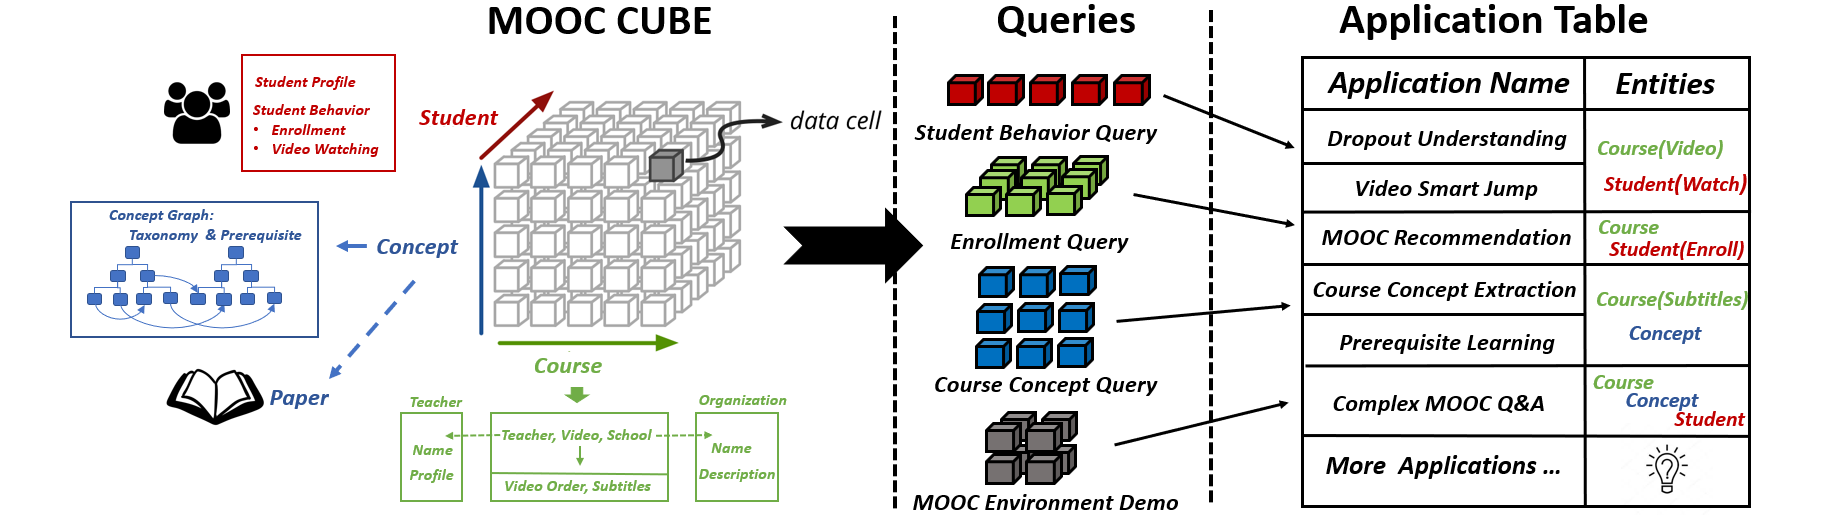 MOOC CUBE
Student Profile
Student Behavior
• Enrollment
• Video Watching
Student
data cell
Concept Graph:
Taxonomy & Prerequisite
Concept
Paper
Course
Teacher
Name
Profile
Teacher, Video, School
Video Order, Subtitles
Organization
Name
Description
Queries
Student Behavior Query
Enrollment Query
Course Concept Query
MOOC Environment Demo
Application Table
Application Name
Entities
Dropout Understanding
Video Smart Jump
Course(Video)
Student(Watch)
MOOC Recommendation
Course
Student(Enroll)
Course Concept Extraction
Prerequisite Learning
Course(Subtitles)
Concept
Complex MOOC Q&A
Course
Concept
Student
More Applications ...
?